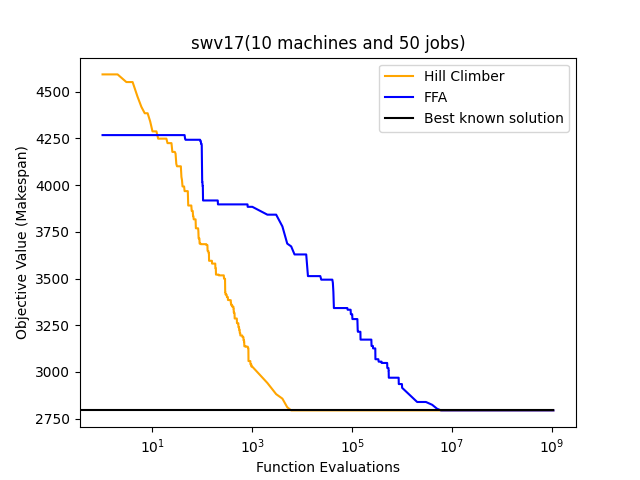 swv17(10 machines and 50 jobs)
Hill Climber
FFA
Best known solution
Objective Value (Makespan)
4500
4250
4000
3750
3500
3250
3000
2750
10^1
10^3
10^5
10^7
10^9
Function Evaluations